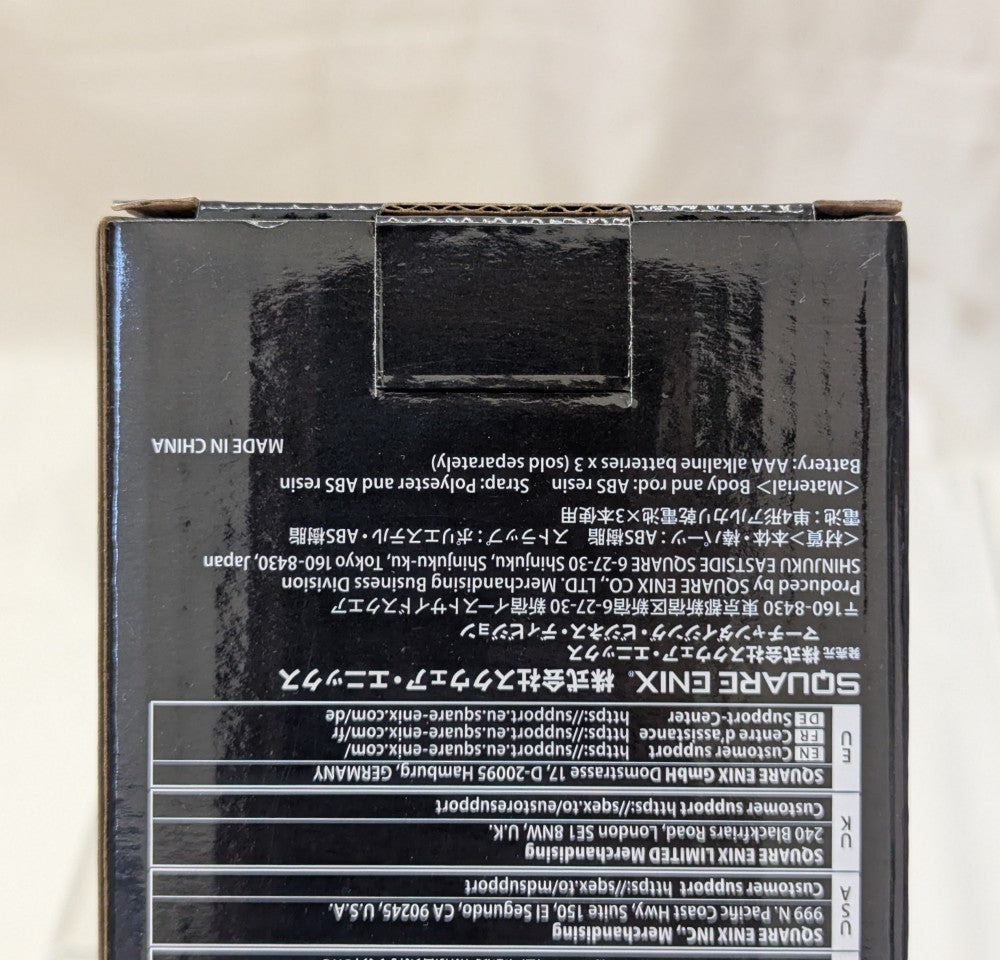 SQUARE ENIX INC., Merchandising
999 N. Pacific Coast Hwy, Suite 150, El Segundo, CA 90245, U.S.A.
Customer support https://sqex.to/mdsupport
USA
SQUARE ENIX LIMITED Merchandising
240 Blackfriars Road, London SE1 8NW, U.K.
Customer support https://sqex.to/eustoresupport
UK
SQUARE ENIX GmbH Domstrasse 17, D-20095 Hamburg, GERMANY
EN Customer support https://support.eu.square-enix.com/
FR Centre d'assistance https://support.eu.square-enix.com/fr
DE Support-Center https://support.eu.square-enix.com/de
EU
SQUARE ENIX® 株式会社スクウェア・エニックス
発売元 株式会社スクウェア・エニックス
マーチャンダイジング・ビジネス・ディビジョン
〒160-8430 東京都新宿区新宿6-27-30 新宿イーストサイドスクエア
Produced by SQUARE ENIX CO., LTD. Merchandising Business Division
SHINJUKU EASTSIDE SQUARE 6-27-30 Shinjuku, Shinjuku-ku, Tokyo 160-8430, Japan
<材質>本体・棒パーツ：ABS樹脂 ストラップ：ポリエステル・ABS樹脂
電池：単4形アルカリ乾電池×3本使用
<Material> Body and rod: ABS resin Strap: Polyester and ABS resin
Battery: AAA alkaline batteries x 3 (sold separately)
MADE IN CHINA